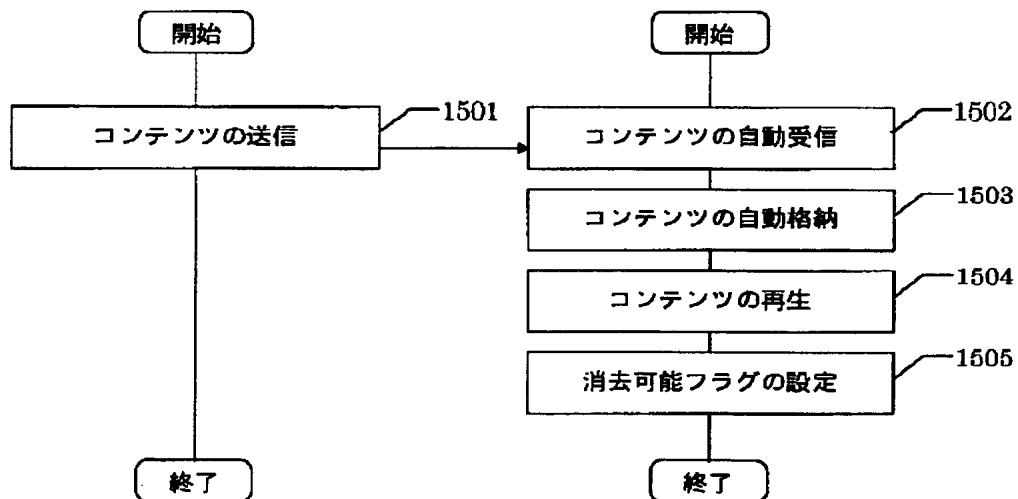 開始
開始
コンテンツの送信
1501
コンテンツの自動受信
1502
コンテンツの自動格納
1503
コンテンツの再生
1504
消去可能フラグの設定
1505
終了
終了